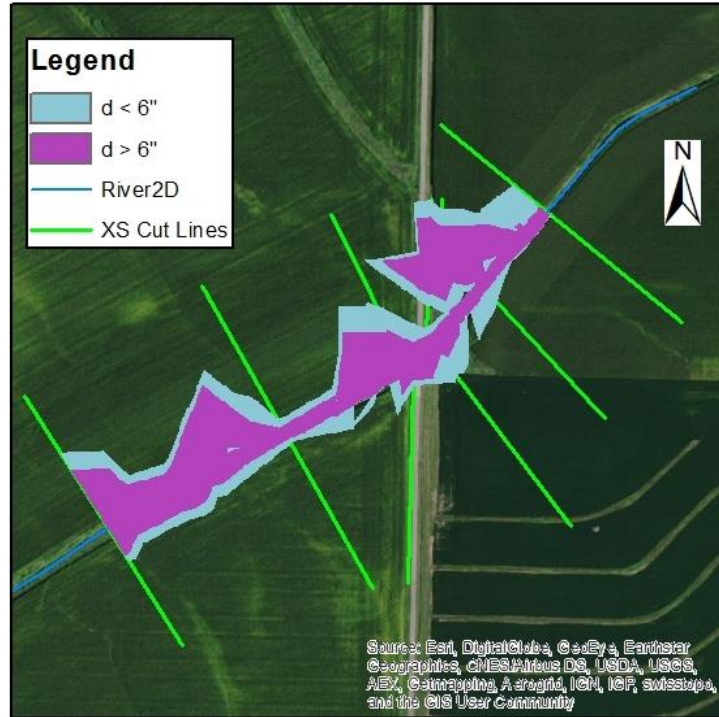 Legend
d < 6"
d > 6"
River2D
XS Cut Lines
N
Source: Esri, DigitalGlobe, GeoEye, Earthstar
Geographics, CNES/Airbus DS, USDA, USGS,
AEX, Getmapping, Aerogrid, IGN, IGP, swisstopo,
and the GIS User Community